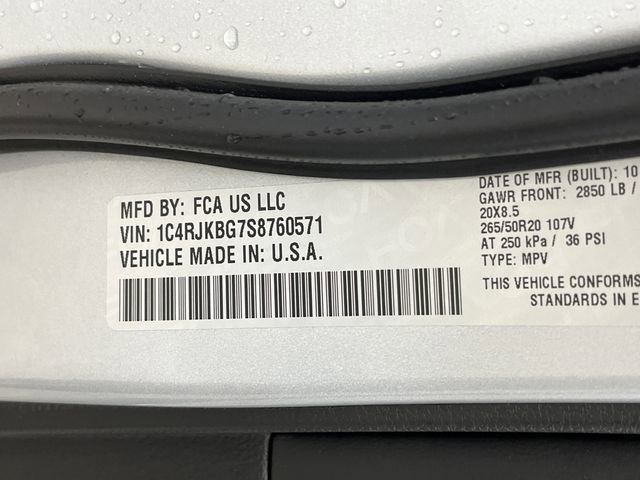 MFD BY: FCA US LLC
VIN: 1C4RJKBG7S8760571
VEHICLE MADE IN: U.S.A.
DATE OF MFR (BUILT): 10
GAWR FRONT: 2850 LB /
20X8.5
265/50R20 107V
AT 250 kPa / 36 PSI
TYPE: MPV
THIS VEHICLE CONFORMS
STANDARDS IN E